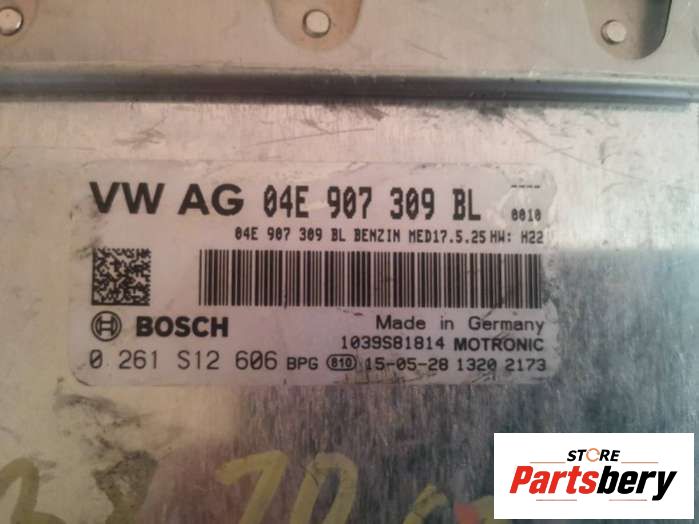 VW AG 04E 907 309 BL ---- 0010
04E 907 309 BL BENZIN MED17.5.25 HW: H22
BOSCH
Made in Germany
1039S81814 MOTRONIC
0 261 S12 606 BPG 810 15-05-28 1320 2173
STORE
Partsbery